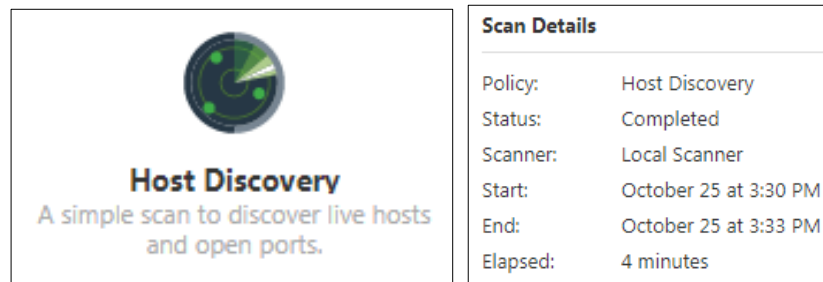 Host Discovery
A simple scan to discover live hosts
and open ports.
Scan Details
Policy: Host Discovery
Status: Completed
Scanner: Local Scanner
Start: October 25 at 3:30 PM
End: October 25 at 3:33 PM
Elapsed: 4 minutes